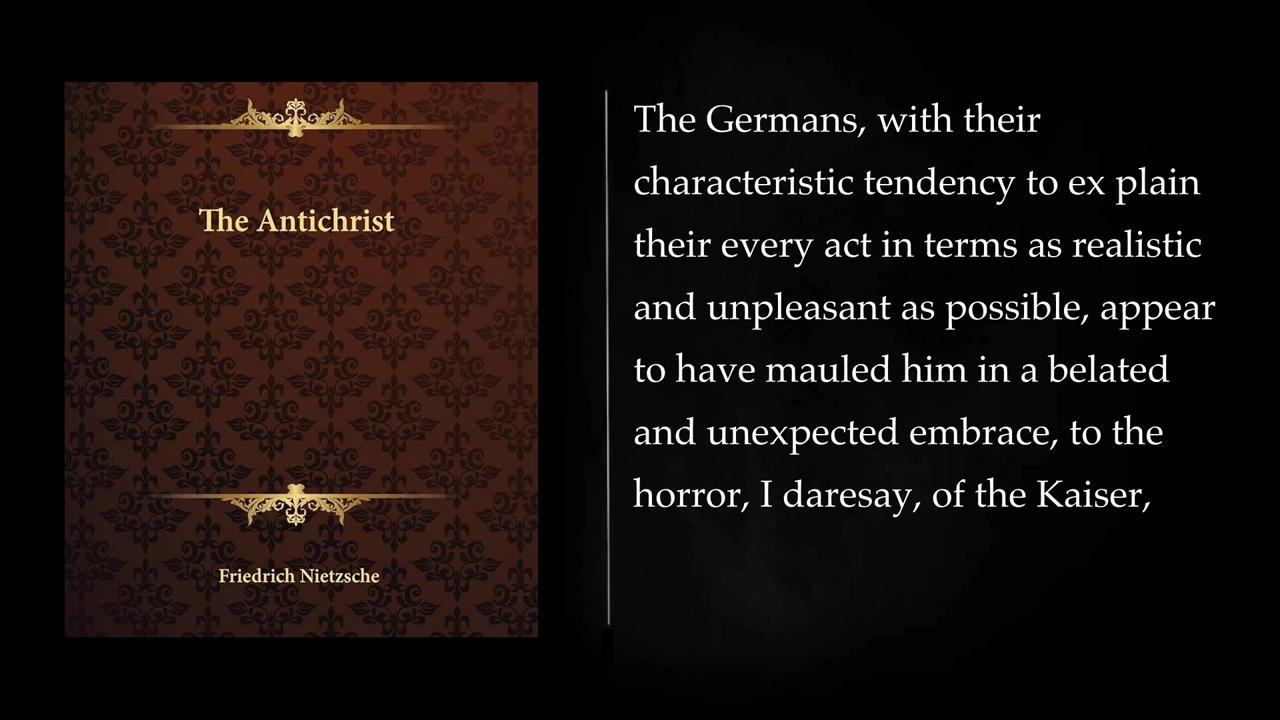 The Antichrist
Friedrich Nietzsche
The Germans, with their
characteristic tendency to ex plain
their every act in terms as realistic
and unpleasant as possible, appear
to have mauled him in a belated
and unexpected embrace, to the
horror, I daresay, of the Kaiser,